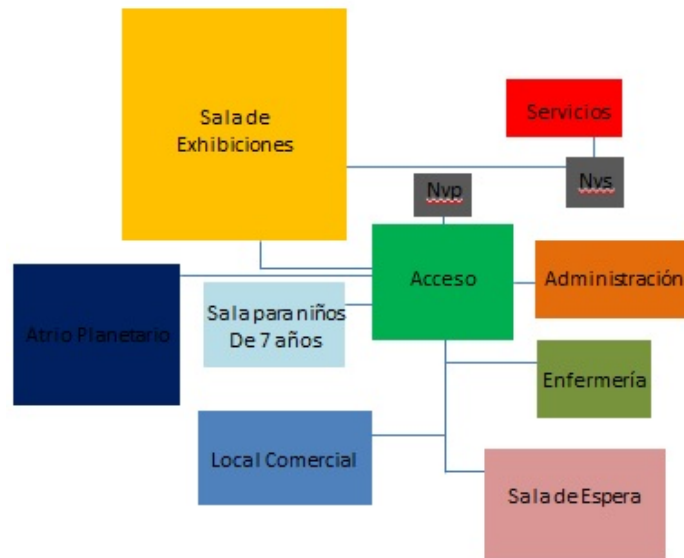 Sala de
Exhibiciones
Servicios
Nvp
Nvs
Acceso
Administración
Atrio Planetario
Sala para niños
De 7 años
Enfermería
Local Comercial
Sala de Espera